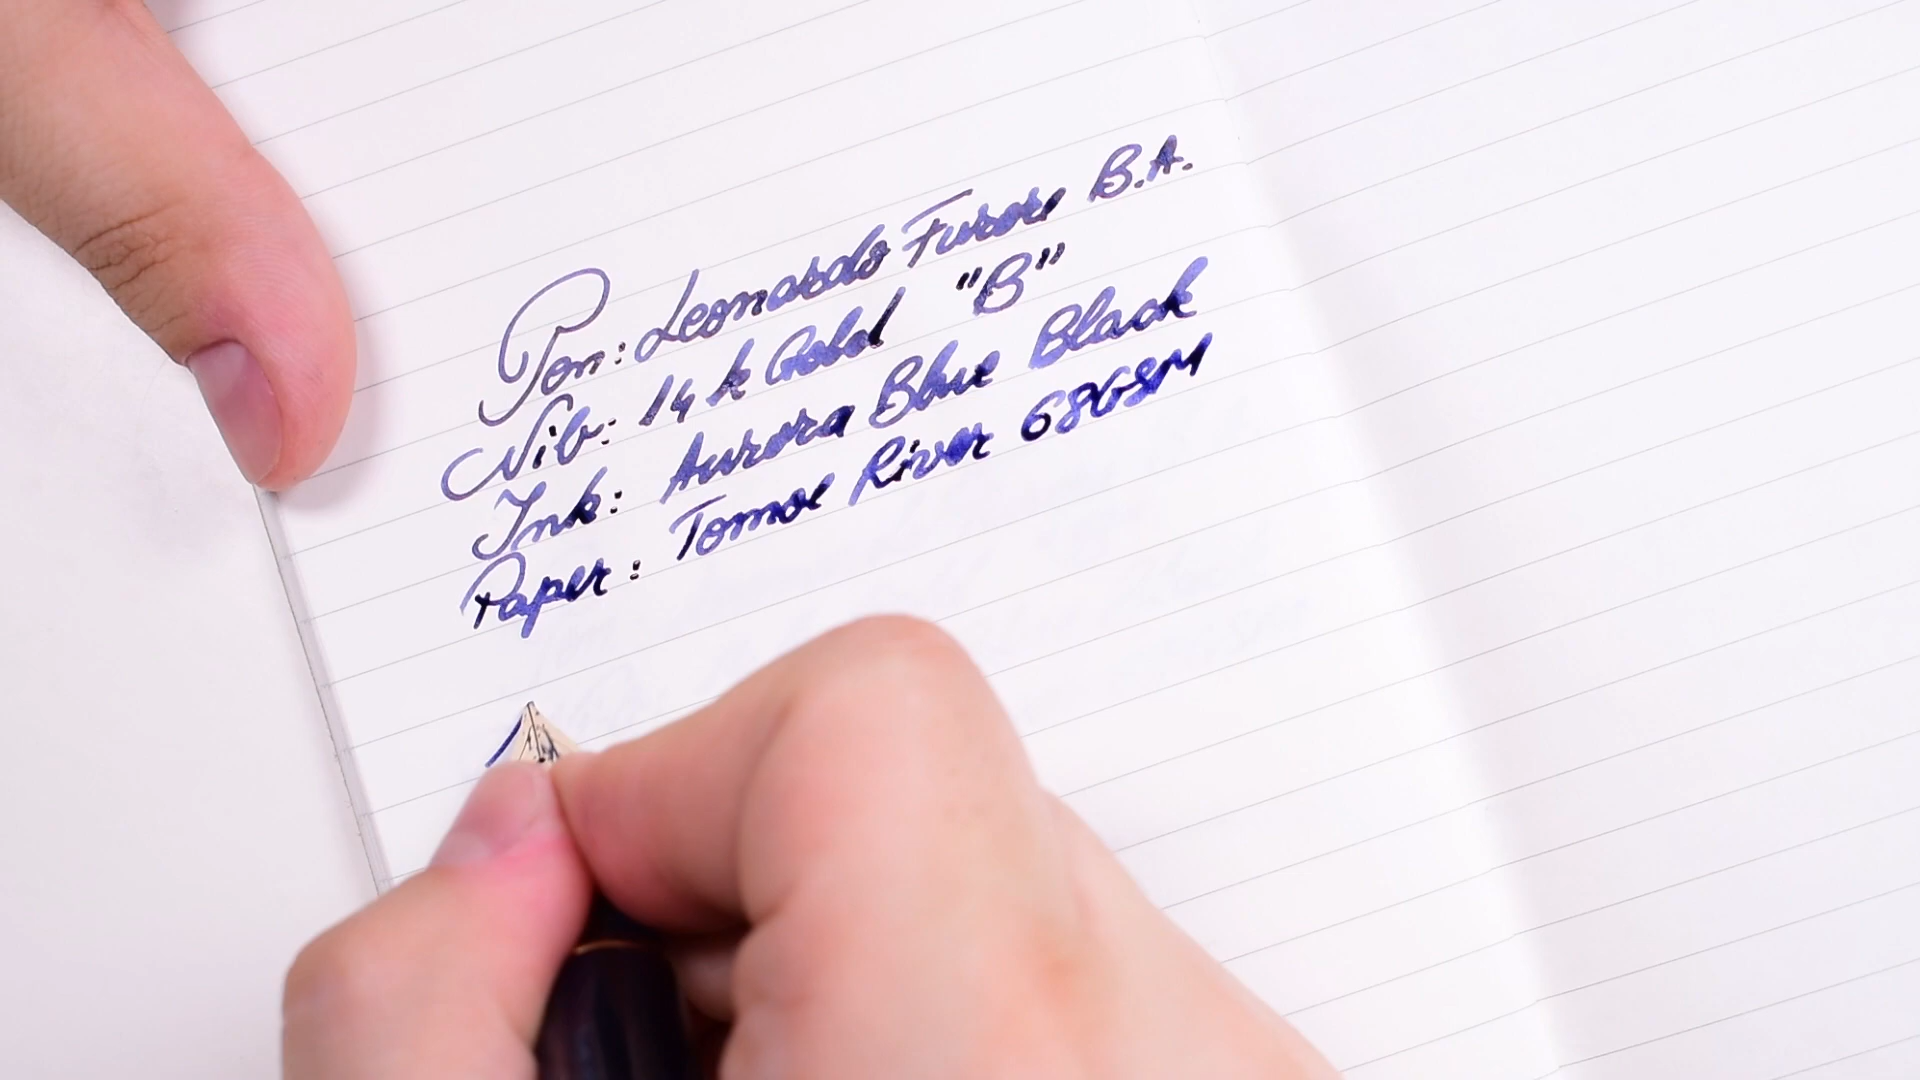 Pen: Leonardo Furore B.A.
Nib: 14k Gold "B"
Ink: Aurora Blue Black
Paper: Tomoe River 68GSM